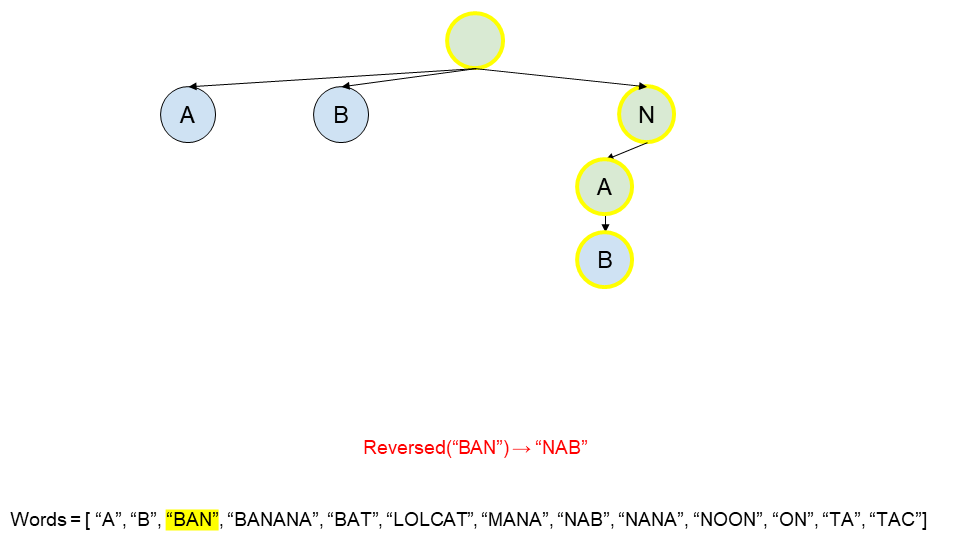 A B N
A
B
Reversed(“BAN”) → “NAB”
Words = [ “A”, “B”, “BAN”, “BANANA”, “BAT”, “LOLCAT”, “MANA”, “NAB”, “NANA”, “NOON”, “ON”, “TA”, “TAC”]